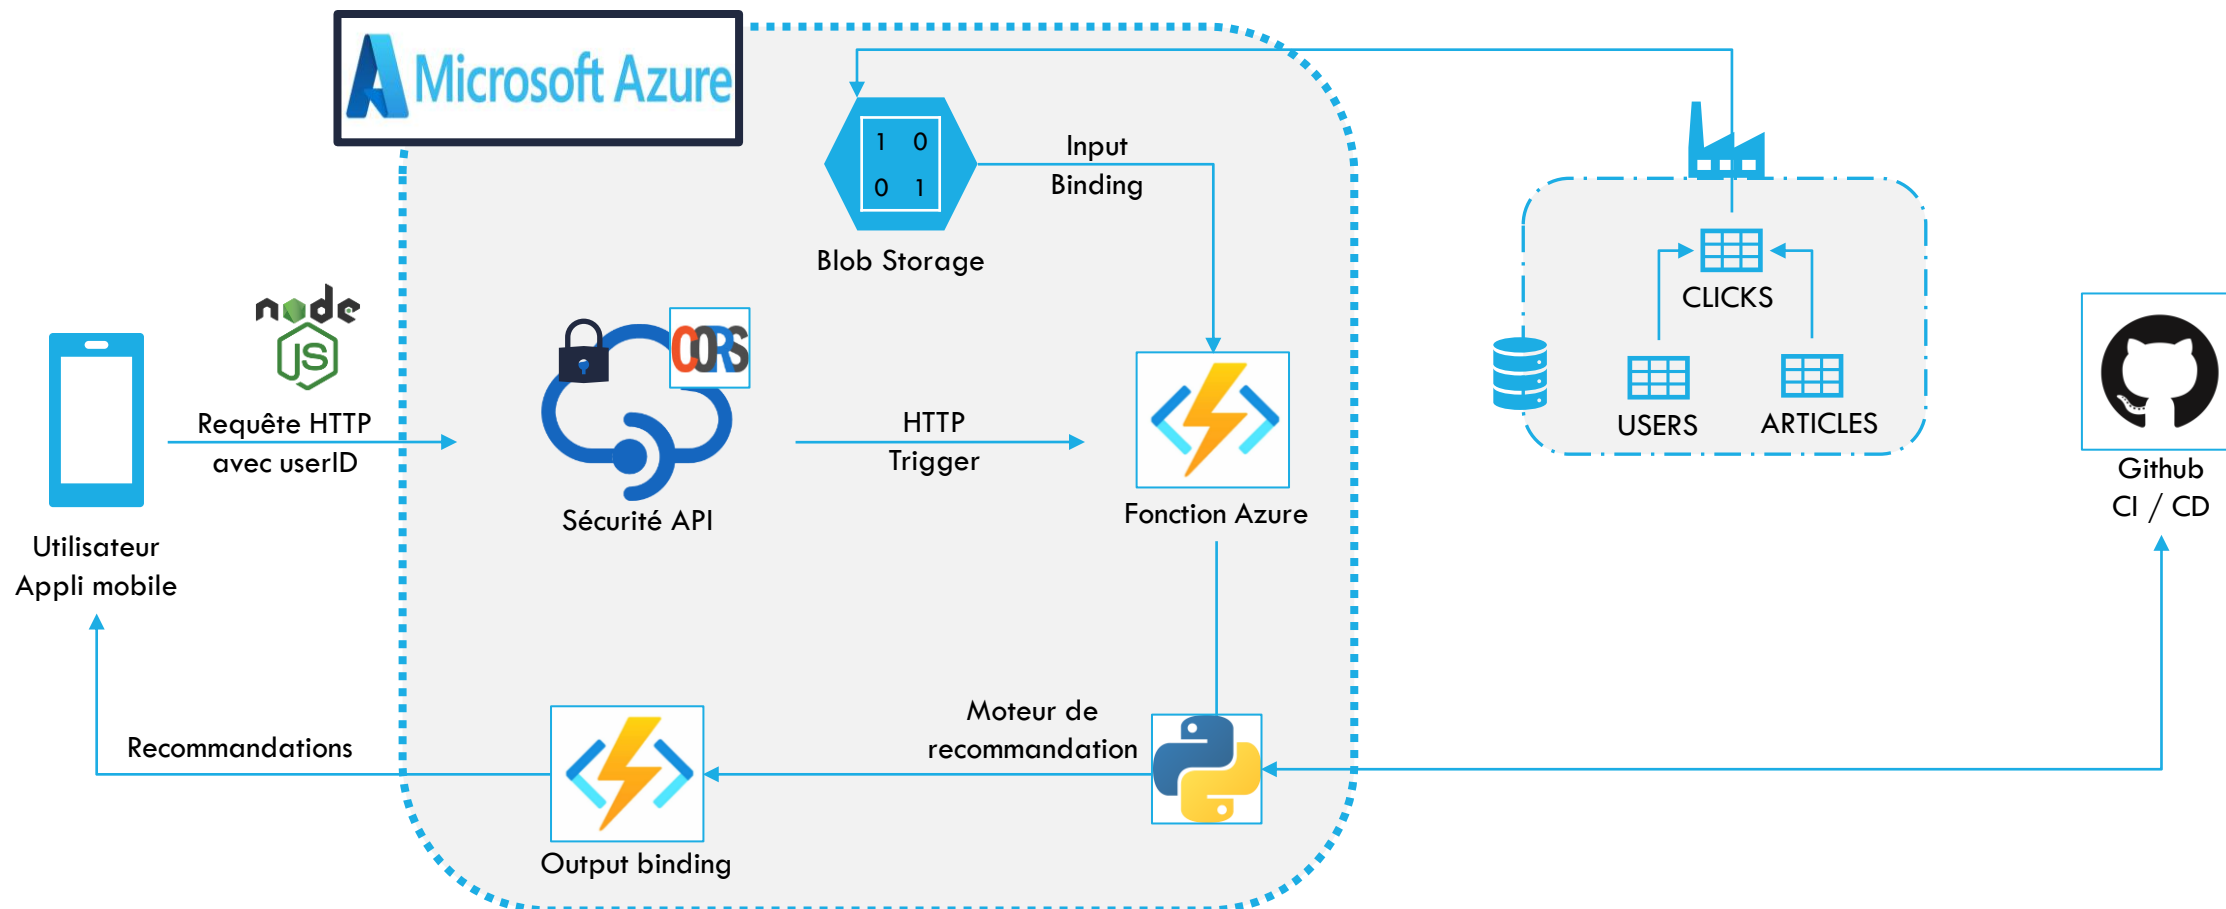 Microsoft Azure
1 0
0 1
Blob Storage
Input
Binding
CLICKS
USERS
ARTICLES
node
JS
Requête HTTP
avec userID
Utilisateur
Appli mobile
CORS
Sécurité API
HTTP
Trigger
Fonction Azure
Github
CI / CD
Moteur de
recommandation
Recommandations
Output binding